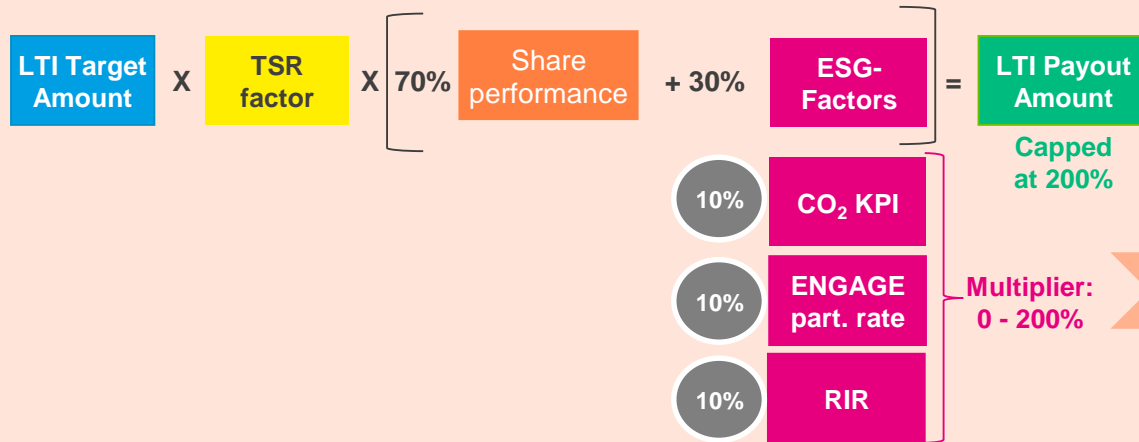 LTI Target
Amount
X
TSR
factor
X
70%
Share
performance
+ 30%
ESG-
Factors
=
LTI Payout
Amount
Capped
at 200%
10%
CO₂ KPI
10%
ENGAGE
part. rate
Multiplier:
0 - 200%
10%
RIR